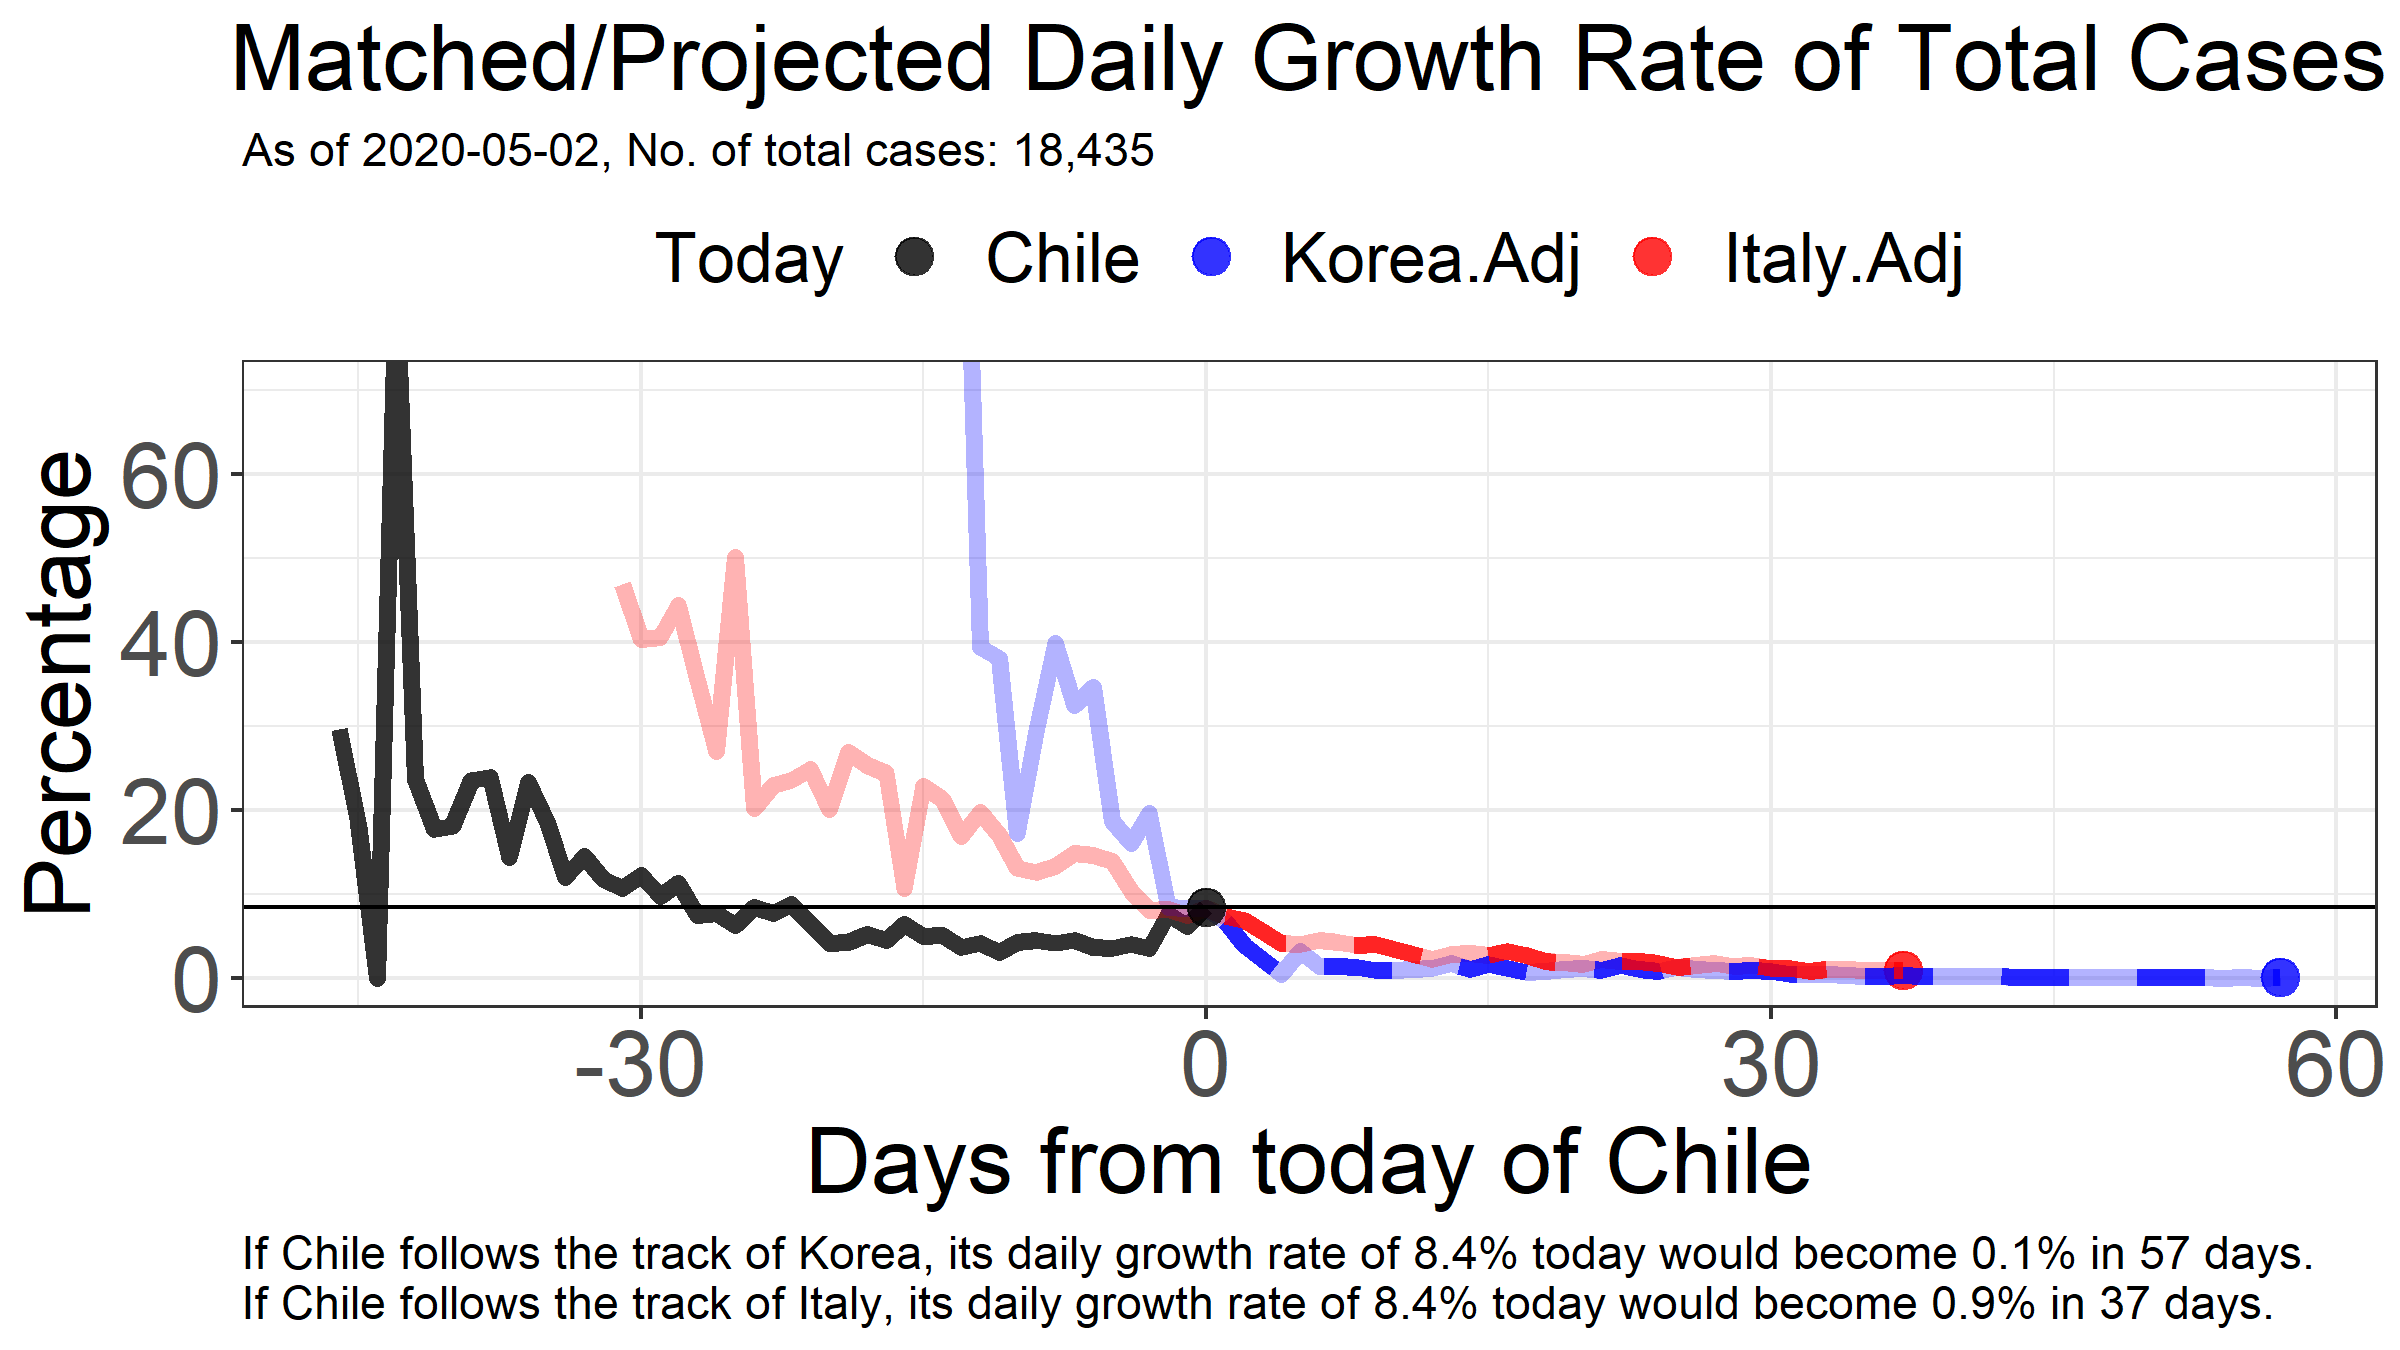 Matched/Projected Daily Growth Rate of Total Cases
As of 2020-05-02, No. of total cases: 18,435
Today Chile Korea.Adj Italy.Adj
Percentage
60
40
20
0
-30 0 30 60
Days from today of Chile
If Chile follows the track of Korea, its daily growth rate of 8.4% today would become 0.1% in 57 days.
If Chile follows the track of Italy, its daily growth rate of 8.4% today would become 0.9% in 37 days.